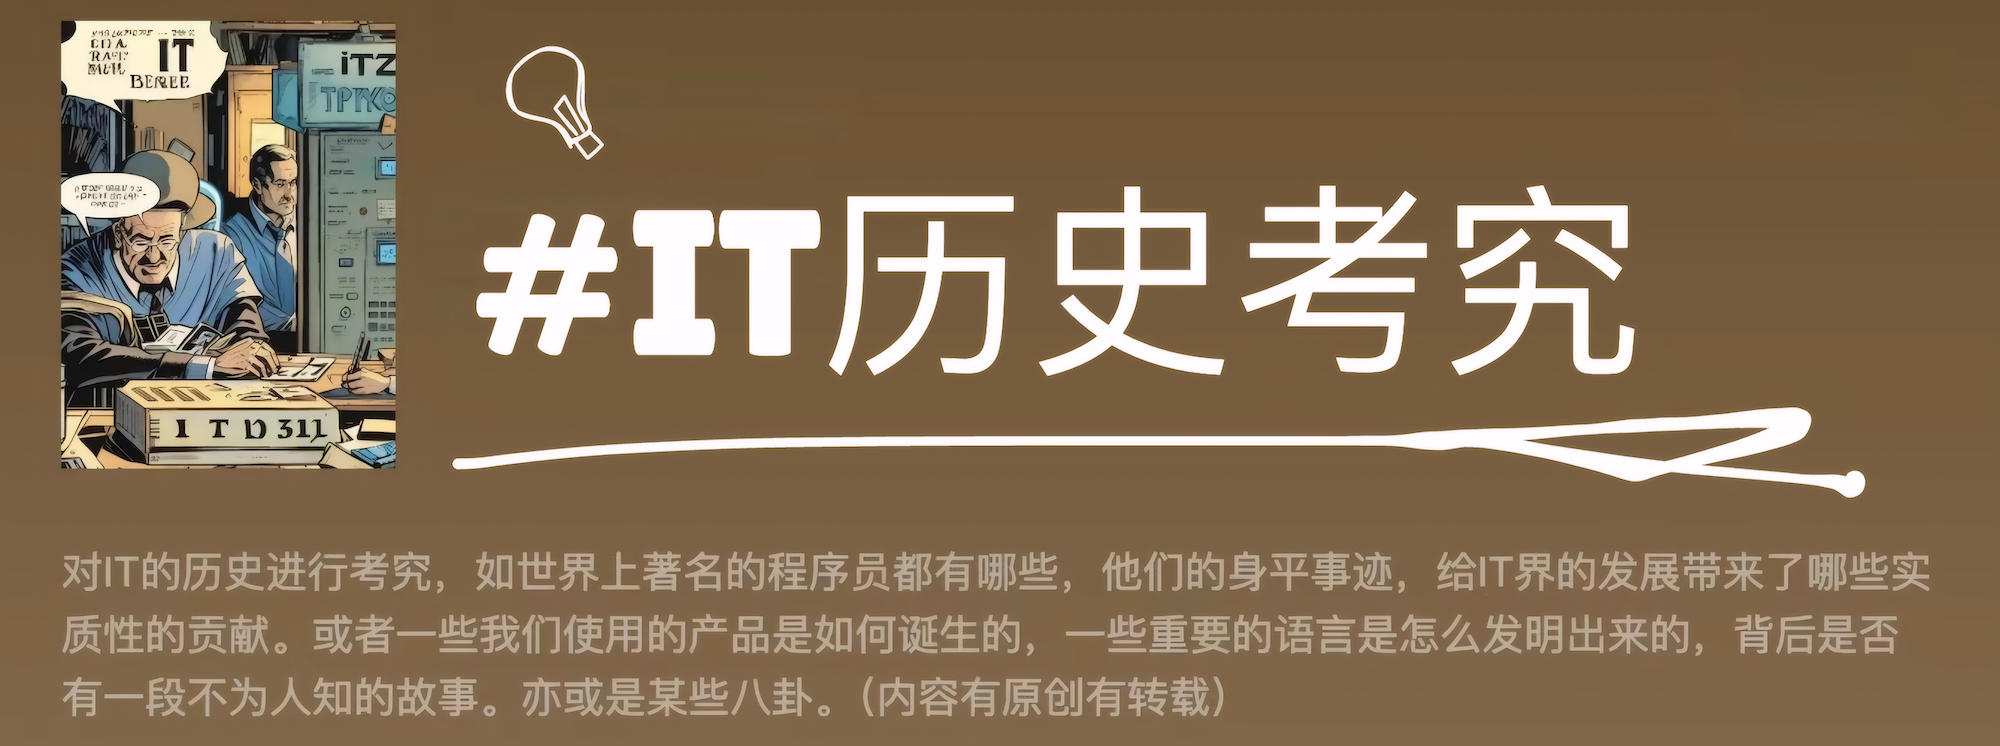 IT
iTZ
I T D 311
#IT历史考究
对IT的历史进行考究，如世界上著名的程序员都有哪些，他们的身平事迹，给IT界的发展带来了哪些实
质性的贡献。或者一些我们使用的产品是如何诞生的，一些重要的语言是怎么发明出来的，背后是否
有一段不为人知的故事。亦或是某些八卦。（内容有原创有转载）